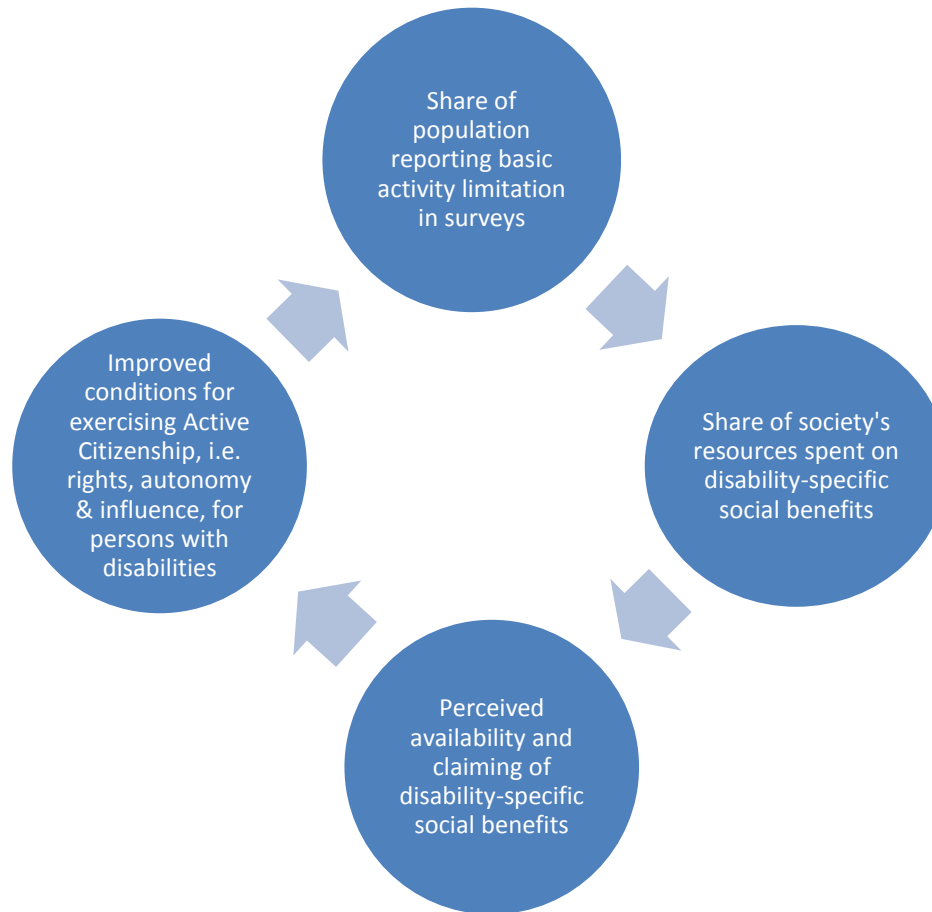 Share of
population
reporting basic
activity limitation
in surveys
Share of society's
resources spent on
disability-specific
social benefits
Perceived
availability and
claiming of
disability-specific
social benefits
Improved
conditions for
exercising Active
Citizenship, i.e.
rights, autonomy
& influence, for
persons with
disabilities